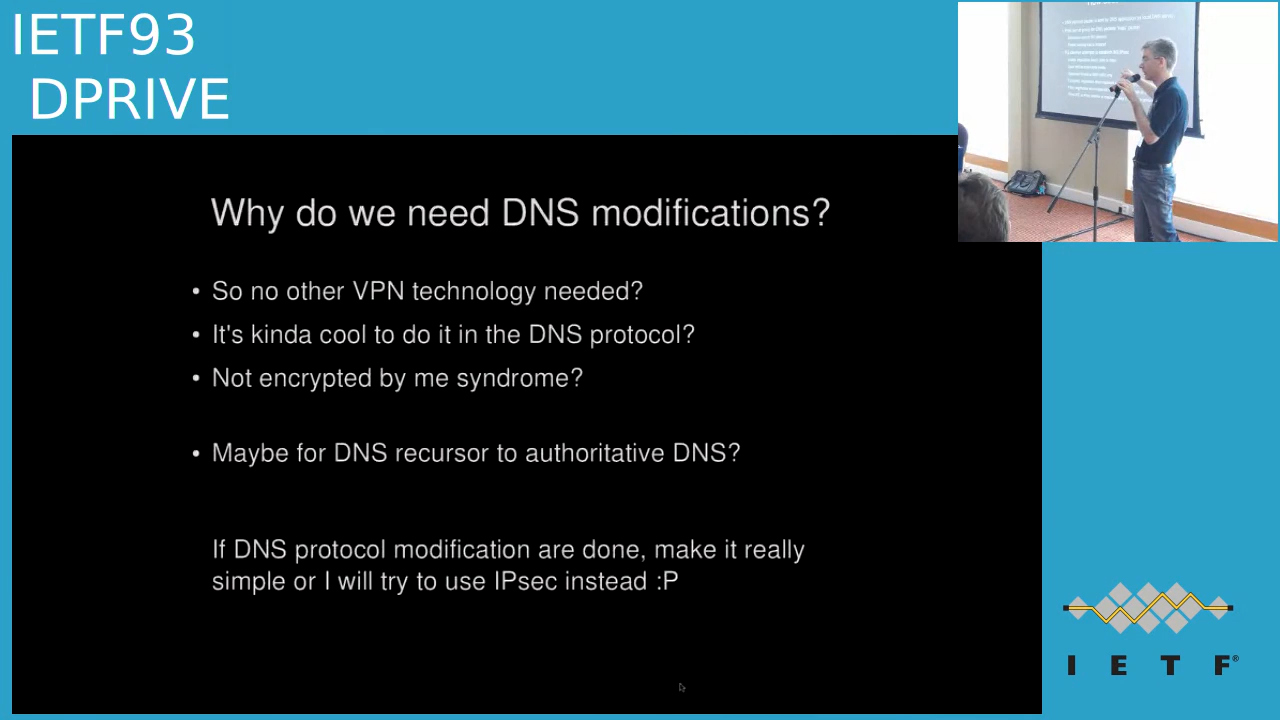 IETF93
DPRIVE
Why do we need DNS modifications?
• So no other VPN technology needed?
• It's kinda cool to do it in the DNS protocol?
• Not encrypted by me syndrome?
• Maybe for DNS recursor to authoritative DNS?
If DNS protocol modification are done, make it really
simple or I will try to use IPsec instead :P
I E T F®